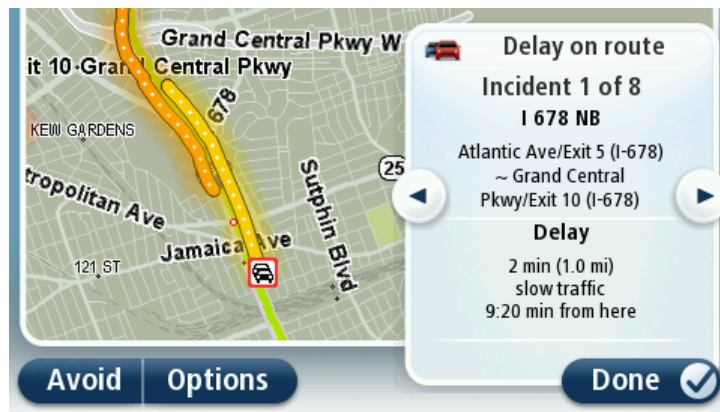 Grand Central Pkwy W
it 10-Grand Central Pkwy
678
KEW GARDENS
tropolitan Ave
Sutphin Blvd
25
Jamaica Ave
121 ST
Delay on route
Incident 1 of 8
I 678 NB
Atlantic Ave/Exit 5 (I-678)
~ Grand Central
Pkwy/Exit 10 (I-678)
Delay
2 min (1.0 mi)
slow traffic
9:20 min from here
Avoid
Options
Done